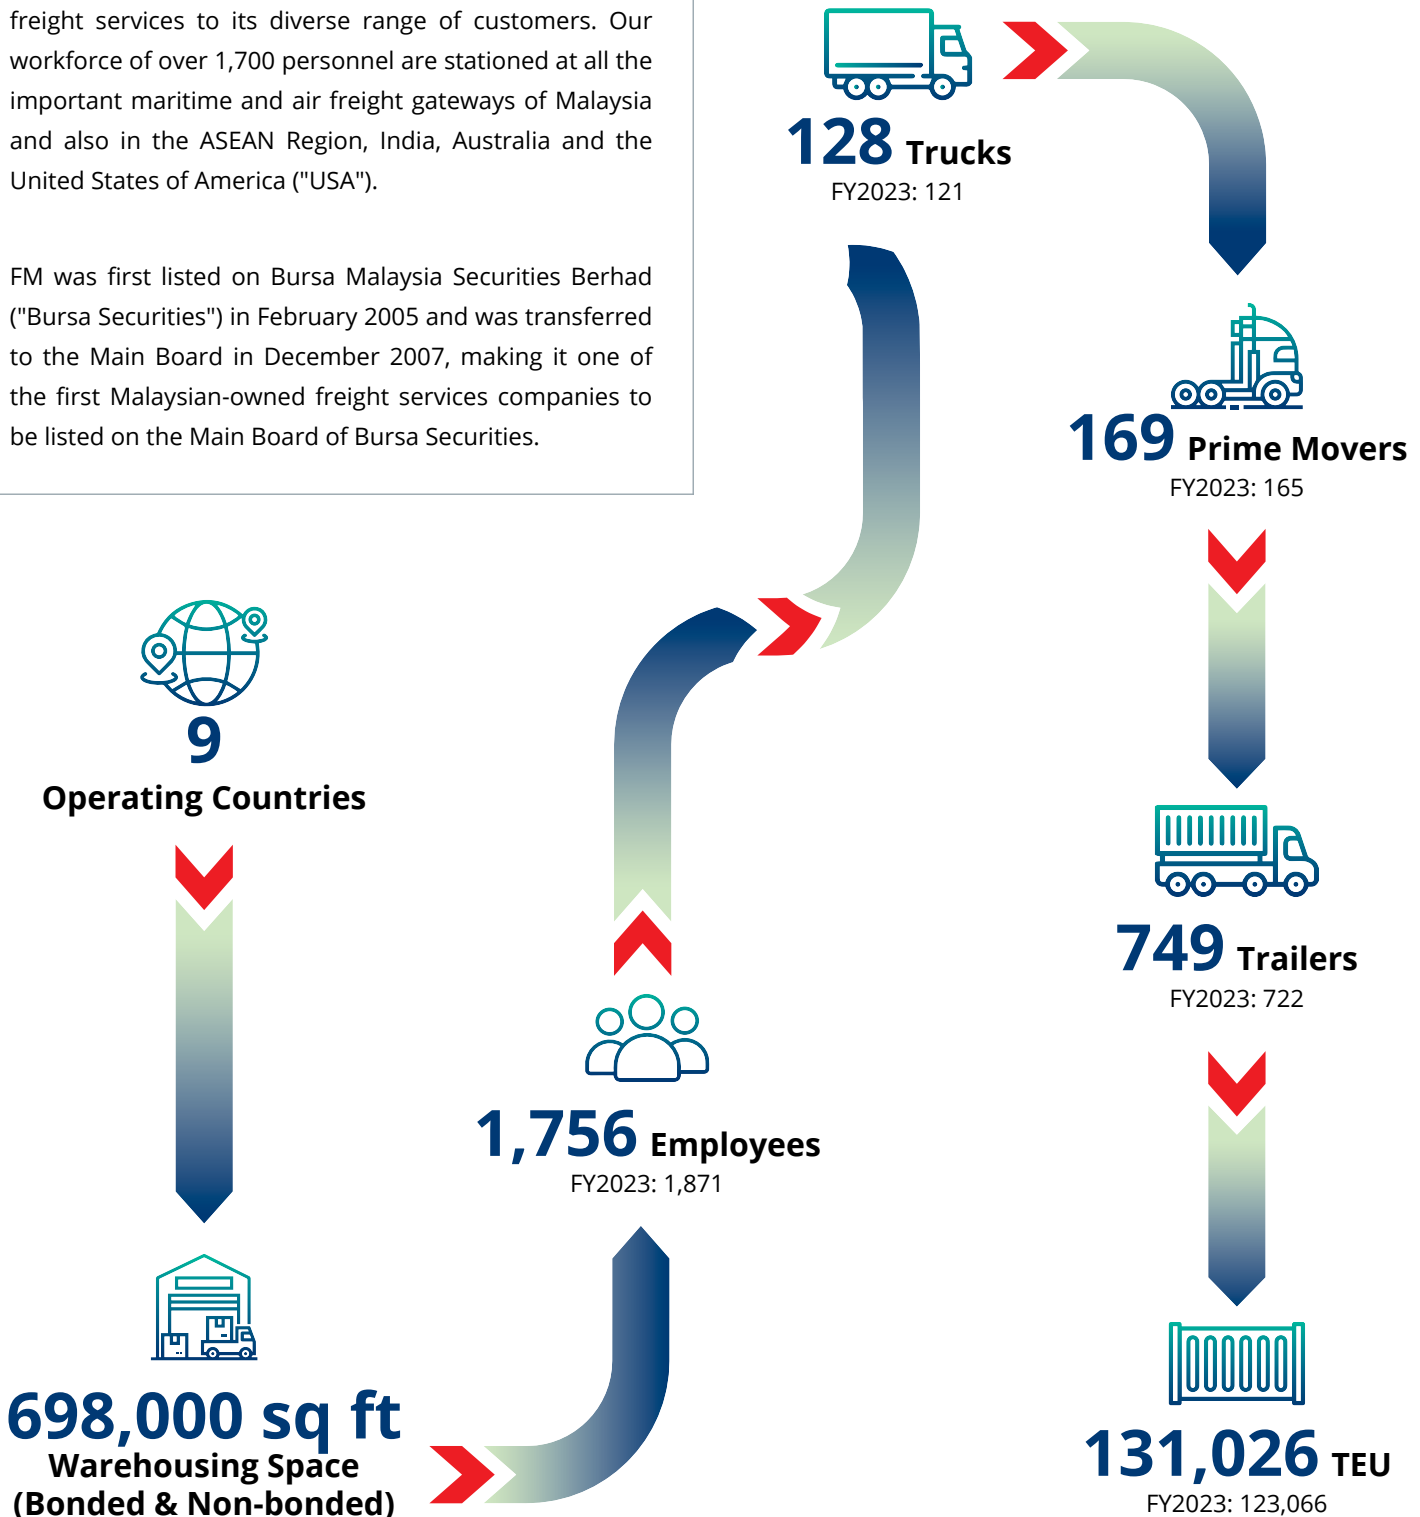 freight services to its diverse range of customers. Our
workforce of over 1,700 personnel are stationed at all the
important maritime and air freight gateways of Malaysia
and also in the ASEAN Region, India, Australia and the
United States of America ("USA").
FM was first listed on Bursa Malaysia Securities Berhad
("Bursa Securities") in February 2005 and was transferred
to the Main Board in December 2007, making it one of
the first Malaysian-owned freight services companies to
be listed on the Main Board of Bursa Securities.
9
Operating Countries
698,000 sq ft
Warehousing Space
(Bonded & Non-bonded)
1,756 Employees
FY2023: 1,871
128 Trucks
FY2023: 121
169 Prime Movers
FY2023: 165
749 Trailers
FY2023: 722
131,026 TEU
FY2023: 123,066